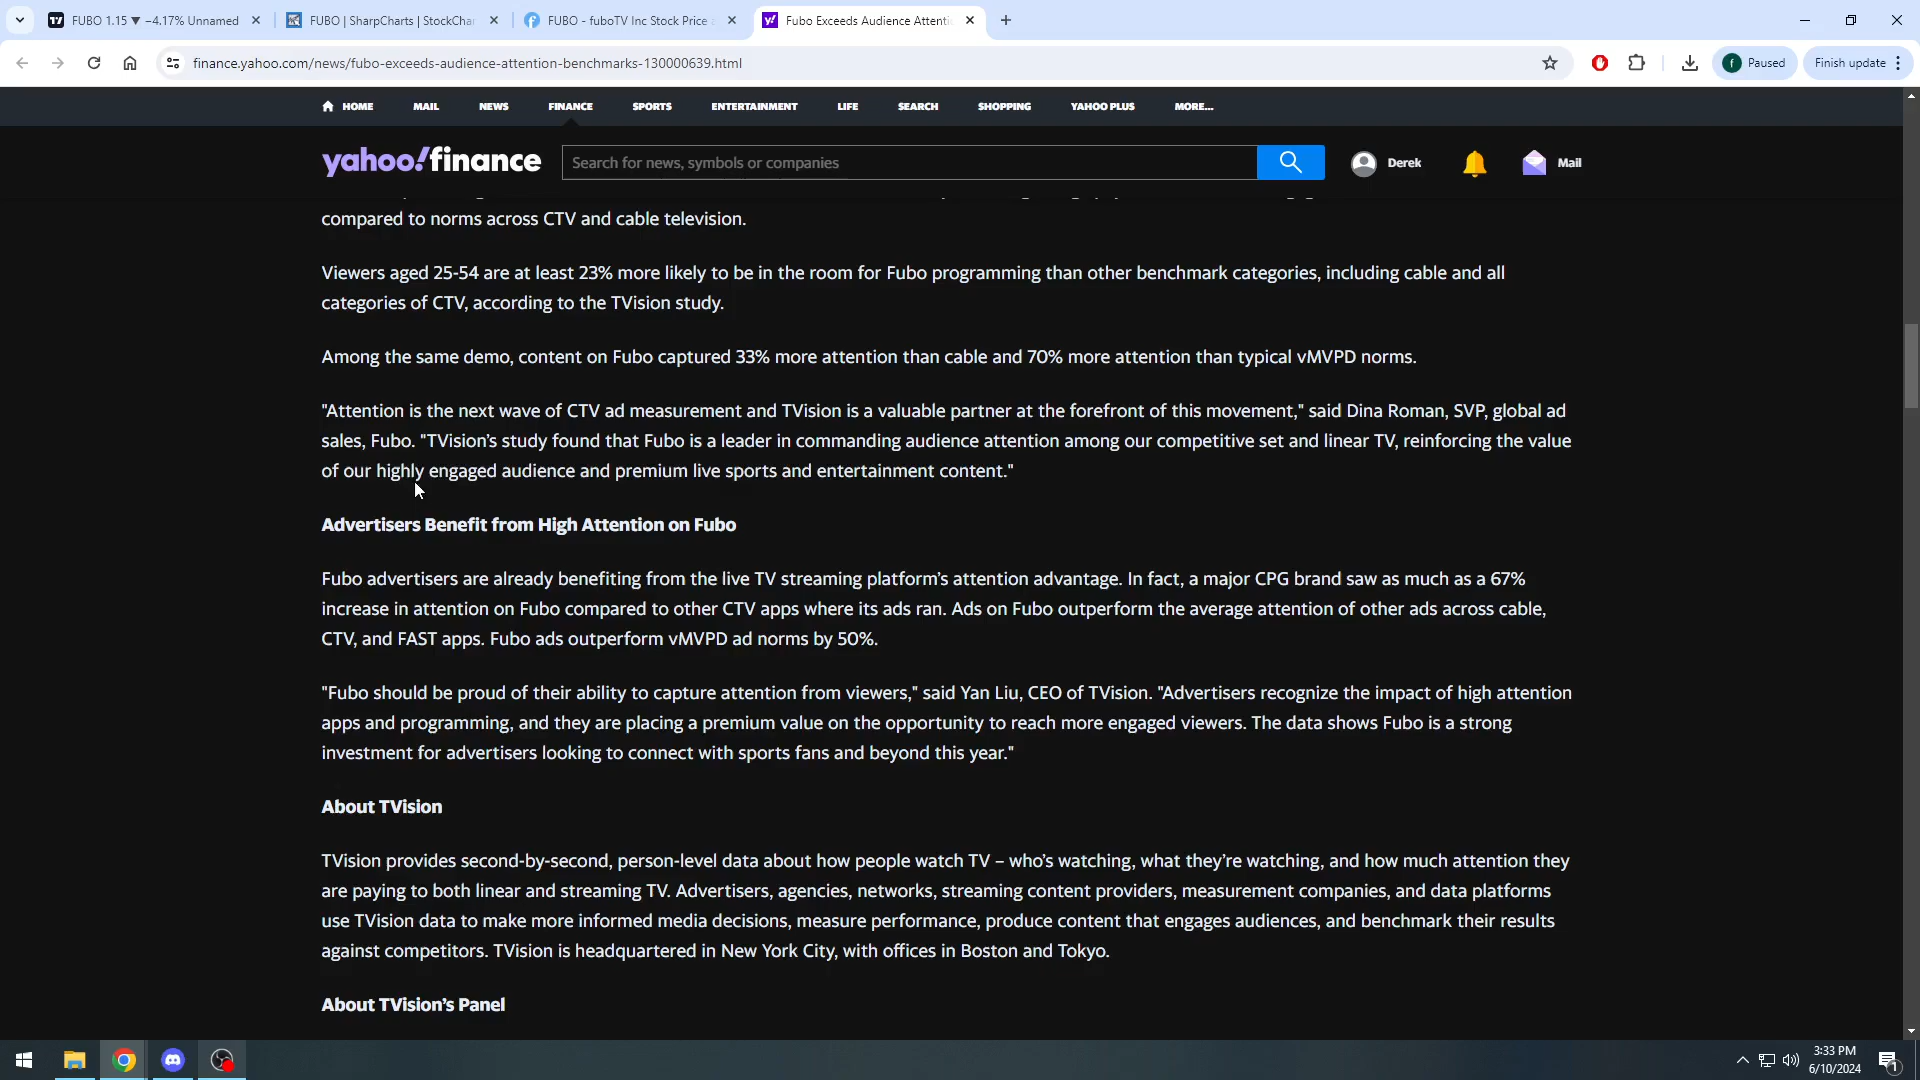 FUBO 1.15 ▼ −4.17% Unnamed
FUBO | SharpCharts | StockChar
FUBO - fuboTV Inc Stock Price a
Fubo Exceeds Audience Attentio
finance.yahoo.com/news/fubo-exceeds-audience-attention-benchmarks-130000639.html
f Paused
Finish update
HOME MAIL NEWS FINANCE SPORTS ENTERTAINMENT LIFE SEARCH SHOPPING YAHOO PLUS MORE...
yahoo!finance
Search for news, symbols or companies
Derek
Mail
compared to norms across CTV and cable television.
Viewers aged 25-54 are at least 23% more likely to be in the room for Fubo programming than other benchmark categories, including cable and all
categories of CTV, according to the TVision study.
Among the same demo, content on Fubo captured 33% more attention than cable and 70% more attention than typical vMVPD norms.
"Attention is the next wave of CTV ad measurement and TVision is a valuable partner at the forefront of this movement," said Dina Roman, SVP, global ad
sales, Fubo. "TVision’s study found that Fubo is a leader in commanding audience attention among our competitive set and linear TV, reinforcing the value
of our highly engaged audience and premium live sports and entertainment content."
Advertisers Benefit from High Attention on Fubo
Fubo advertisers are already benefiting from the live TV streaming platform’s attention advantage. In fact, a major CPG brand saw as much as a 67%
increase in attention on Fubo compared to other CTV apps where its ads ran. Ads on Fubo outperform the average attention of other ads across cable,
CTV, and FAST apps. Fubo ads outperform vMVPD ad norms by 50%.
"Fubo should be proud of their ability to capture attention from viewers," said Yan Liu, CEO of TVision. "Advertisers recognize the impact of high attention
apps and programming, and they are placing a premium value on the opportunity to reach more engaged viewers. The data shows Fubo is a strong
investment for advertisers looking to connect with sports fans and beyond this year."
About TVision
TVision provides second-by-second, person-level data about how people watch TV – who’s watching, what they’re watching, and how much attention they
are paying to both linear and streaming TV. Advertisers, agencies, networks, streaming content providers, measurement companies, and data platforms
use TVision data to make more informed media decisions, measure performance, produce content that engages audiences, and benchmark their results
against competitors. TVision is headquartered in New York City, with offices in Boston and Tokyo.
About TVision’s Panel
3:33 PM
6/10/2024
1